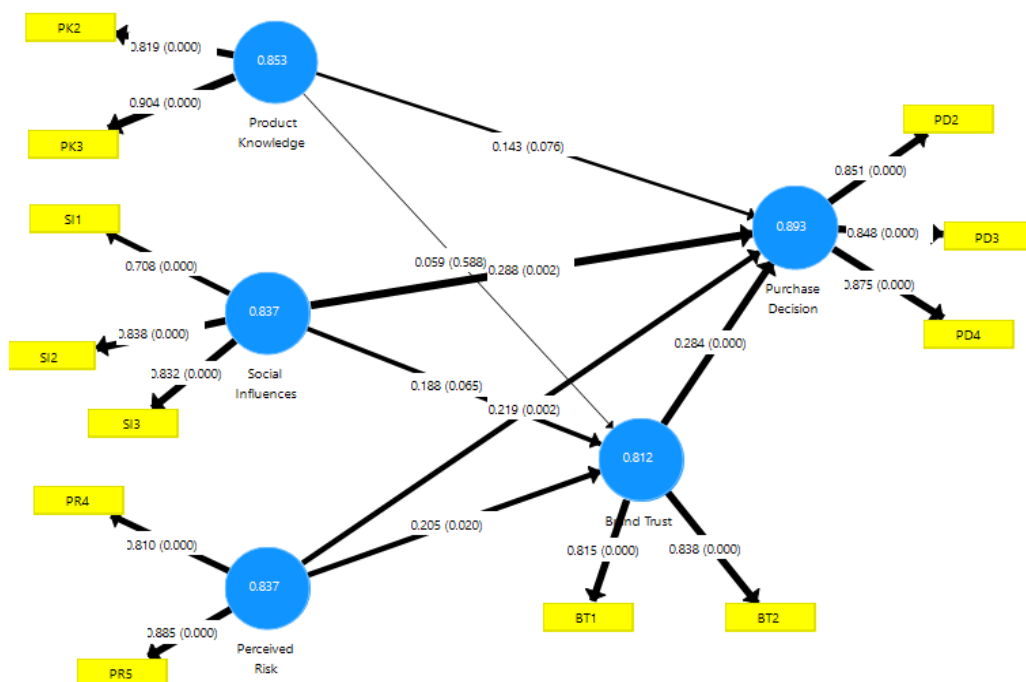 PK2
0.819 (0.000)
0.853
0.904 (0.000)
Product
Knowledge
PK3
0.143 (0.076)
PD2
0.851 (0.000)
SI1
0.708 (0.000)
0.893
0.848 (0.000)
PD3
0.059 (0.588)
0.288 (0.002)
0.875 (0.000)
Purchase
Decision
0.837
0.838 (0.000)
SI2
PD4
0.284 (0.000)
0.832 (0.000)
Social
Influences
0.188 (0.065)
0.219 (0.002)
SI3
0.812
PR4
0.205 (0.020)
Brand Trust
0.810 (0.000)
0.815 (0.000)
0.838 (0.000)
0.837
BT1
BT2
0.885 (0.000)
Perceived
Risk
PR5